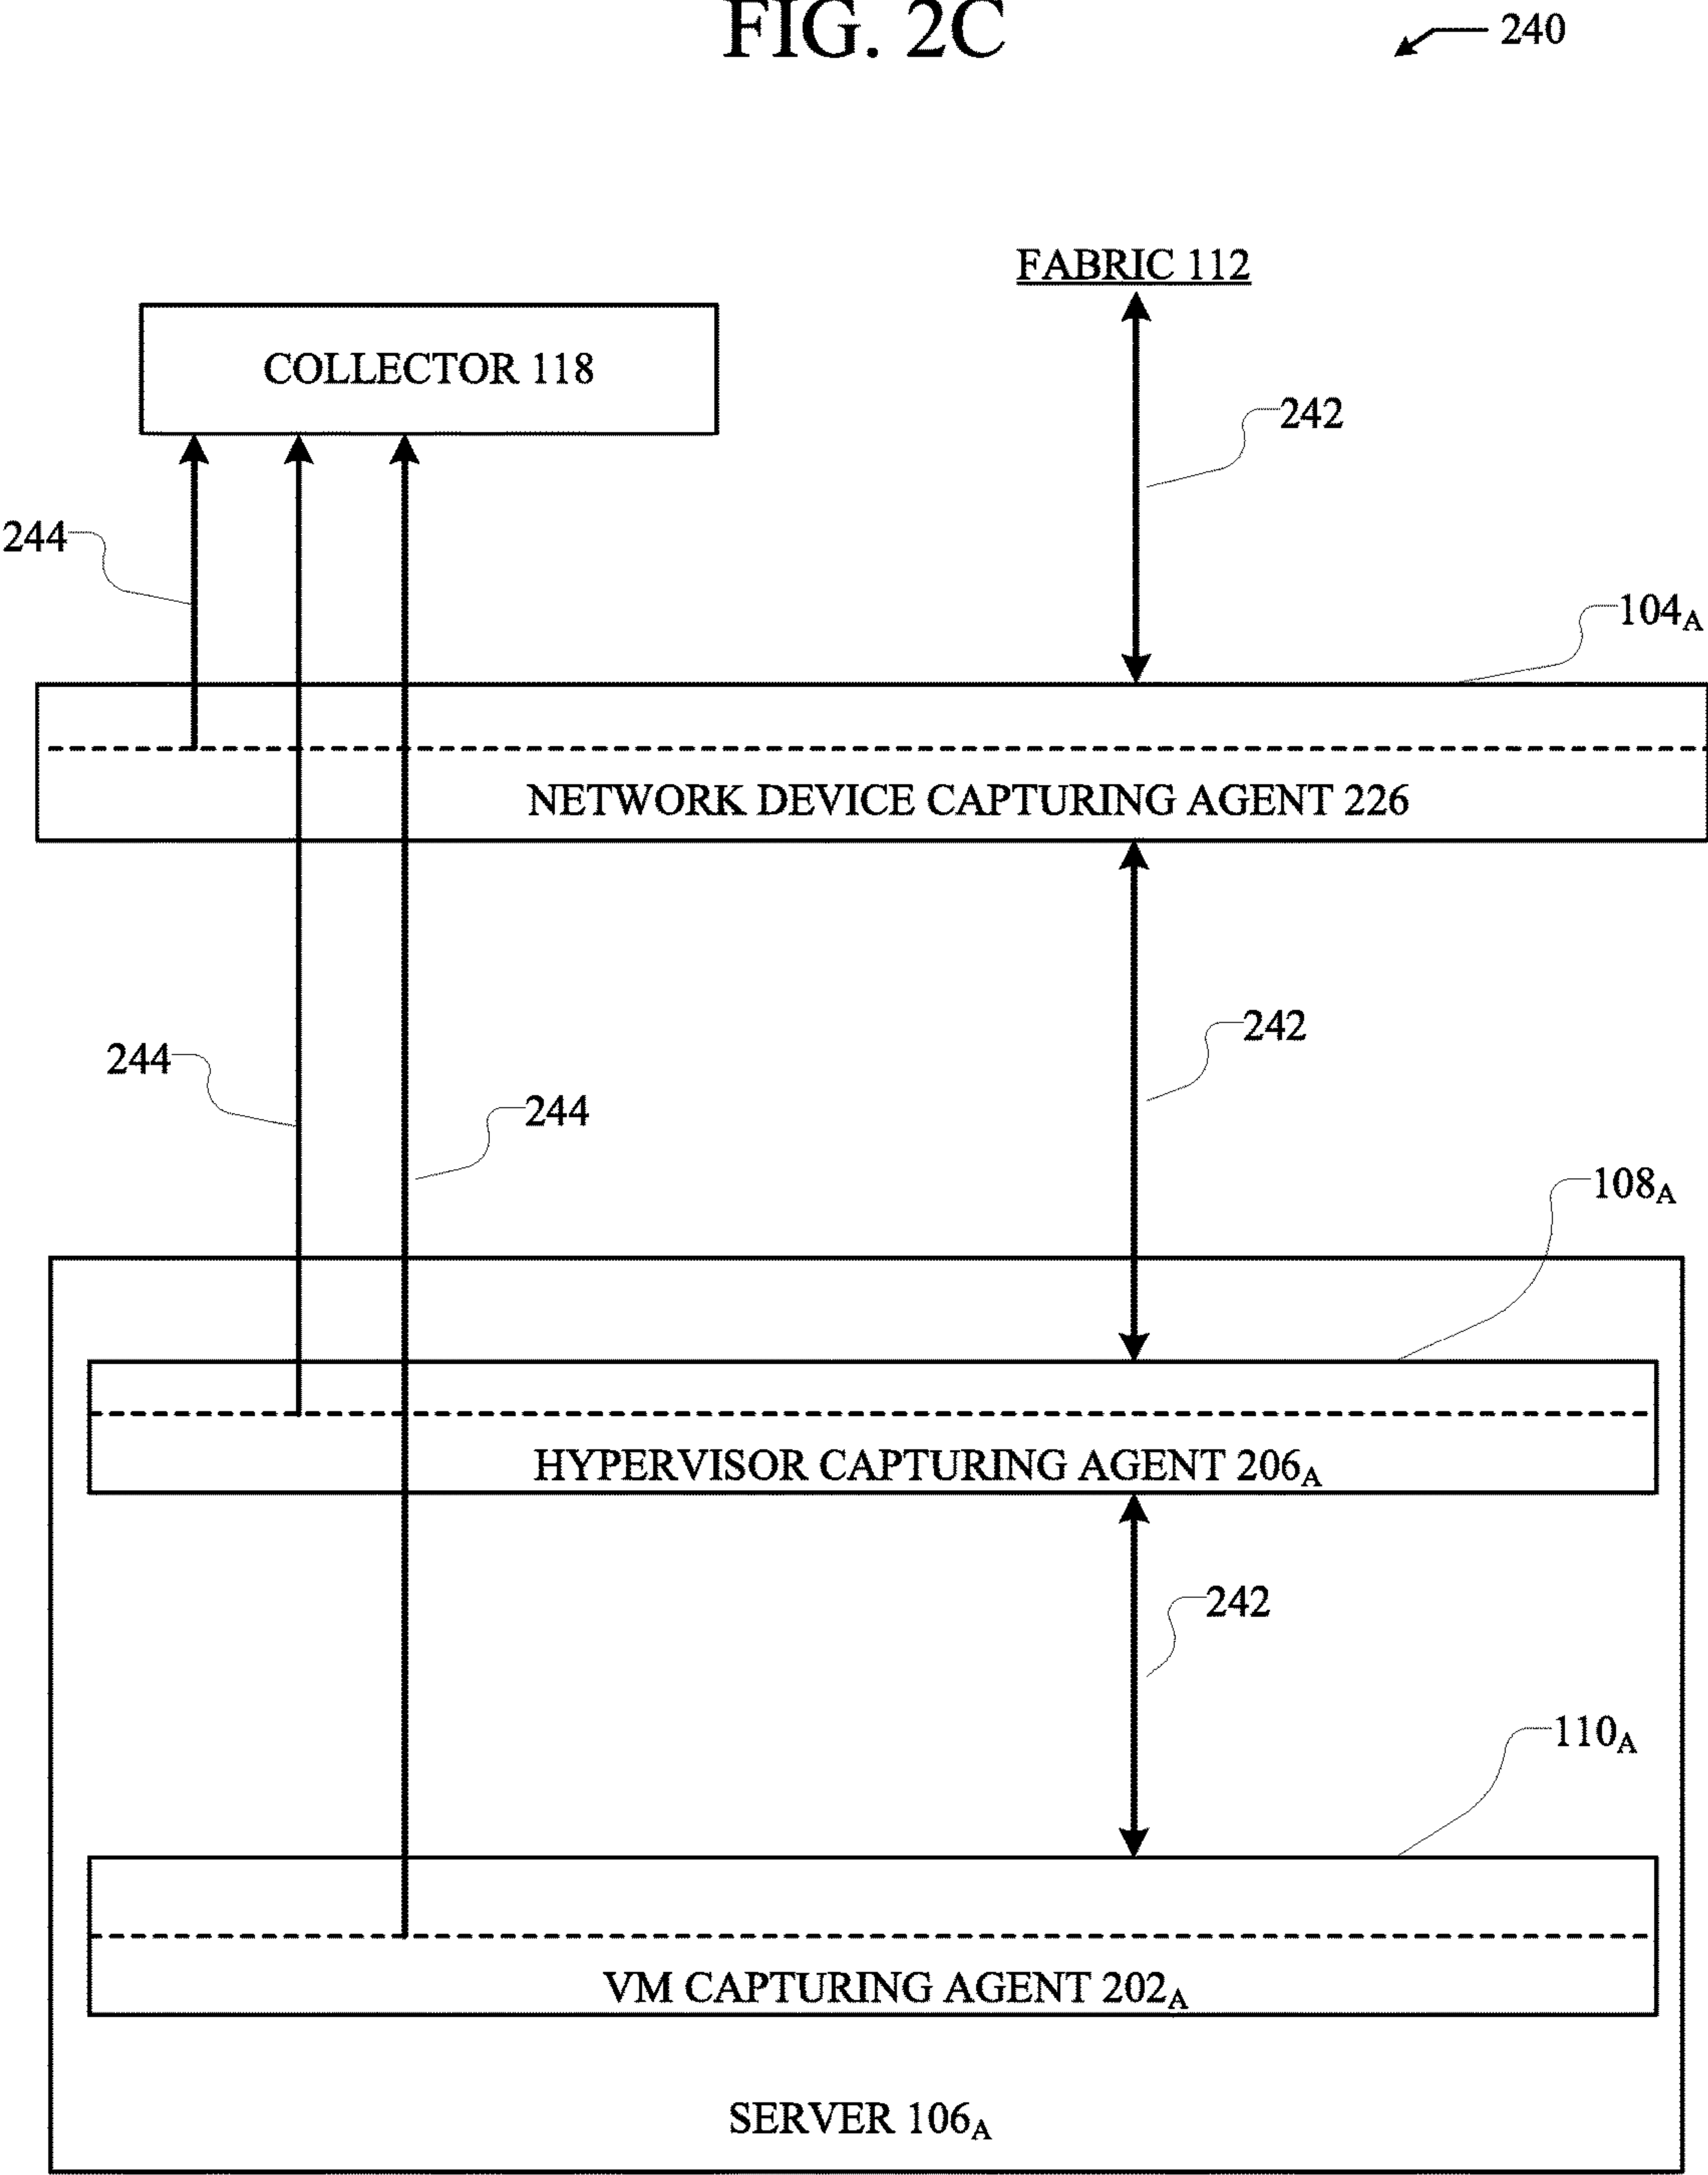 FIG. 2C
240
FABRIC 112
COLLECTOR 118
242
244
104A
NETWORK DEVICE CAPTURING AGENT 226
242
244
244
108A
HYPERVISOR CAPTURING AGENT 206A
242
110A
VM CAPTURING AGENT 202A
SERVER 106A